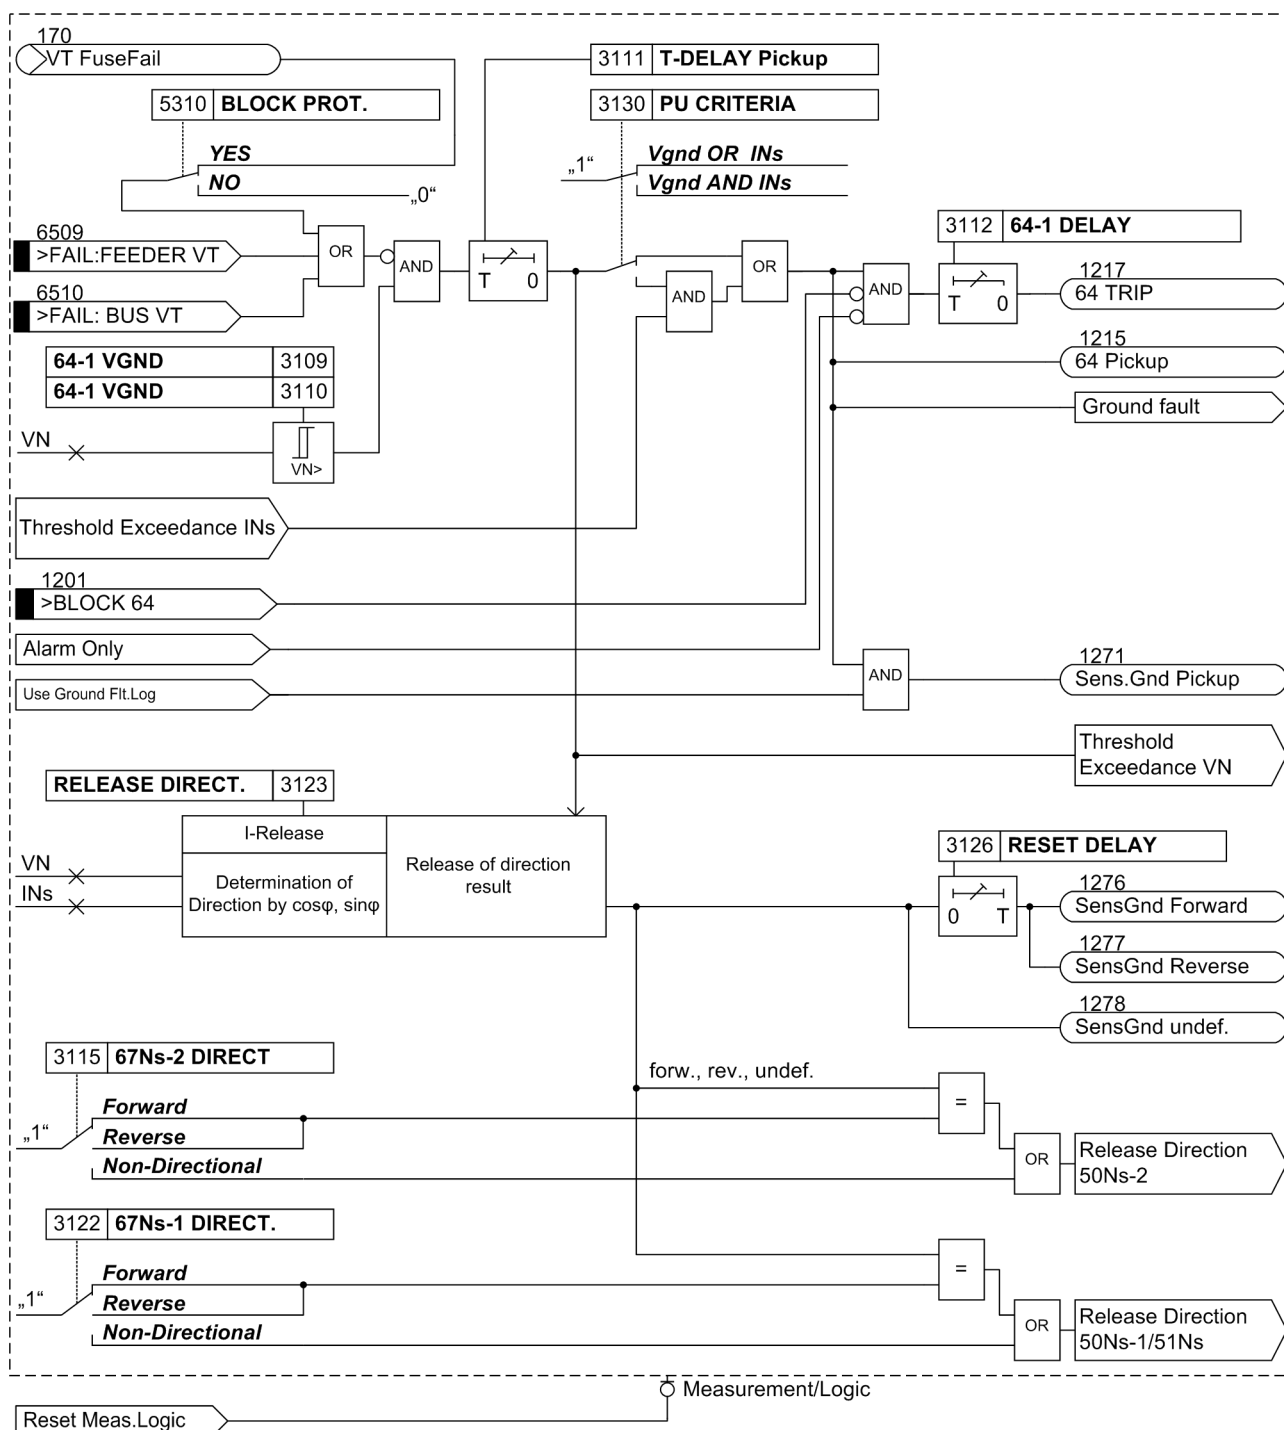 170
VT FuseFail
3111 T-DELAY Pickup
5310 BLOCK PROT.
3130 PU CRITERIA
YES
NO
„0“
„1“
Vgnd OR INs
Vgnd AND INs
6509
>FAIL:FEEDER VT
OR
AND
T 0
OR
AND
3112 64-1 DELAY
AND
T 0
1217
64 TRIP
6510
>FAIL: BUS VT
1215
64 Pickup
64-1 VGND 3109
64-1 VGND 3110
Ground fault
VN
VN>
Threshold Exceedance INs
1201
>BLOCK 64
Alarm Only
Use Ground Flt.Log
AND
1271
Sens.Gnd Pickup
Threshold
Exceedance VN
RELEASE DIRECT. 3123
I-Release
VN
INs
Determination of
Direction by cosφ, sinφ
Release of direction
result
3126 RESET DELAY
0 T
1276
SensGnd Forward
1277
SensGnd Reverse
1278
SensGnd undef.
3115 67Ns-2 DIRECT
forw., rev., undef.
„1“
Forward
Reverse
Non-Directional
=
OR
Release Direction
50Ns-2
3122 67Ns-1 DIRECT.
„1“
Forward
Reverse
Non-Directional
=
OR
Release Direction
50Ns-1/51Ns
Measurement/Logic
Reset Meas.Logic